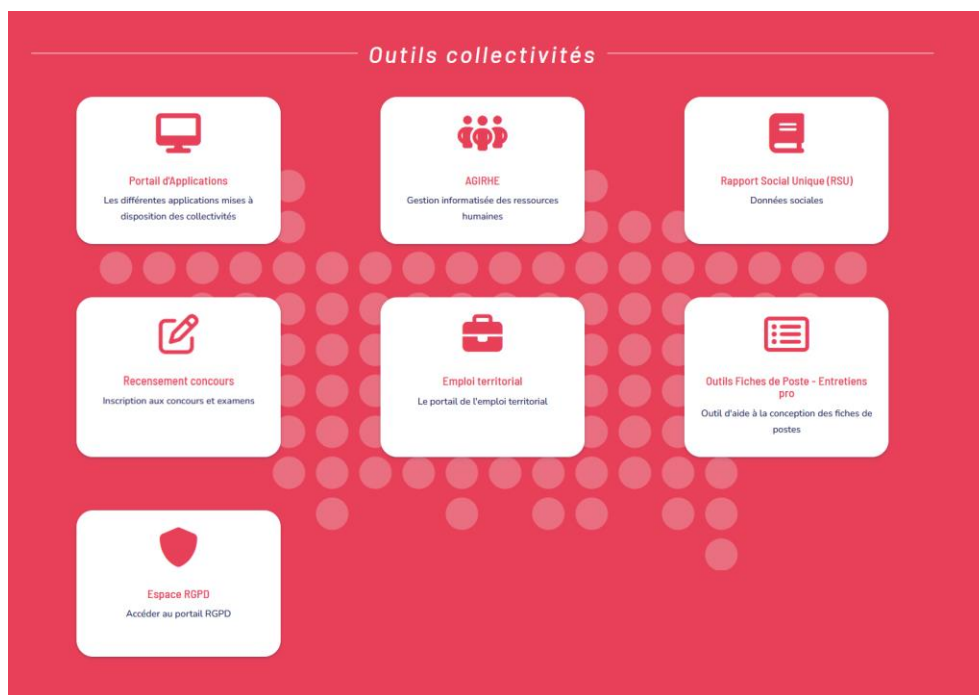 Outils collectivités
Portail d'Applications
Les différentes applications mises à
disposition des collectivités
AGIRHE
Gestion informatisée des ressources
humaines
Rapport Social Unique (RSU)
Données sociales
Recensement concours
Inscription aux concours et examens
Emploi territorial
Le portail de l'emploi territorial
Outils Fiches de Poste - Entretiens
pro
Outil d'aide à la conception des fiches de
postes
Espace RGPD
Accéder au portail RGPD